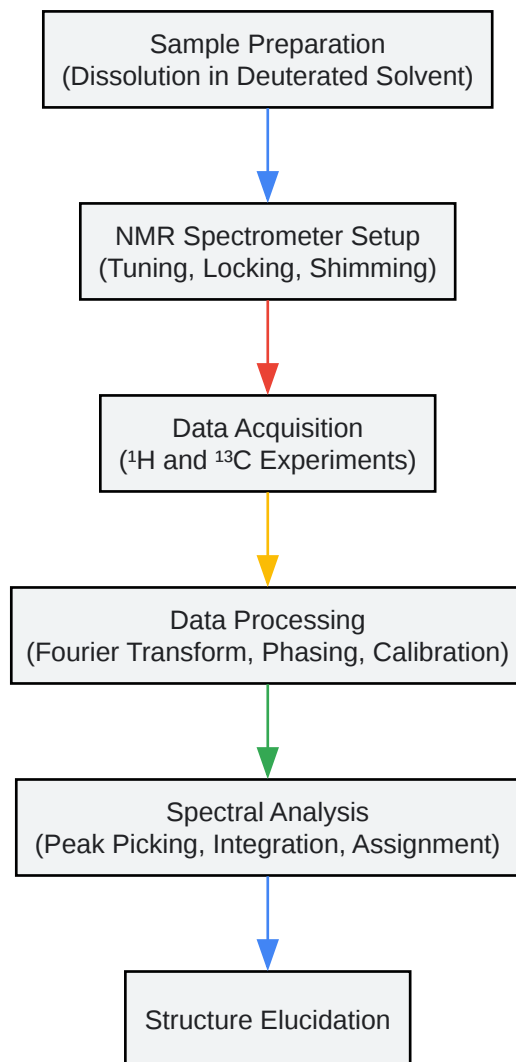 Sample Preparation
(Dissolution in Deuterated Solvent)
NMR Spectrometer Setup
(Tuning, Locking, Shimming)
Data Acquisition
(¹H and ¹³C Experiments)
Data Processing
(Fourier Transform, Phasing, Calibration)
Spectral Analysis
(Peak Picking, Integration, Assignment)
Structure Elucidation